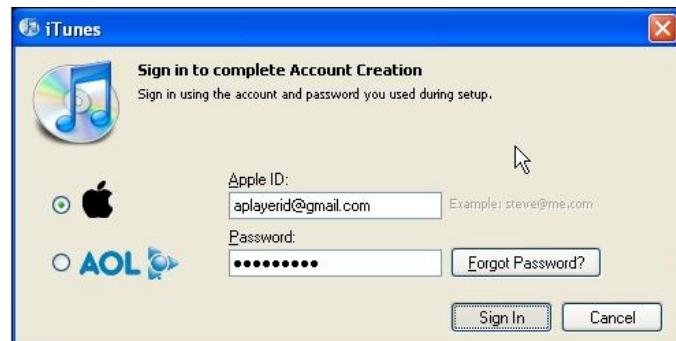 iTunes
Sign in to complete Account Creation
Sign in using the account and password you used during setup.
Apple ID:
aplayerid@gmail.com Example: steve@me.com
Password:
AOL ●●●●●●●●● Forgot Password?
Sign In Cancel